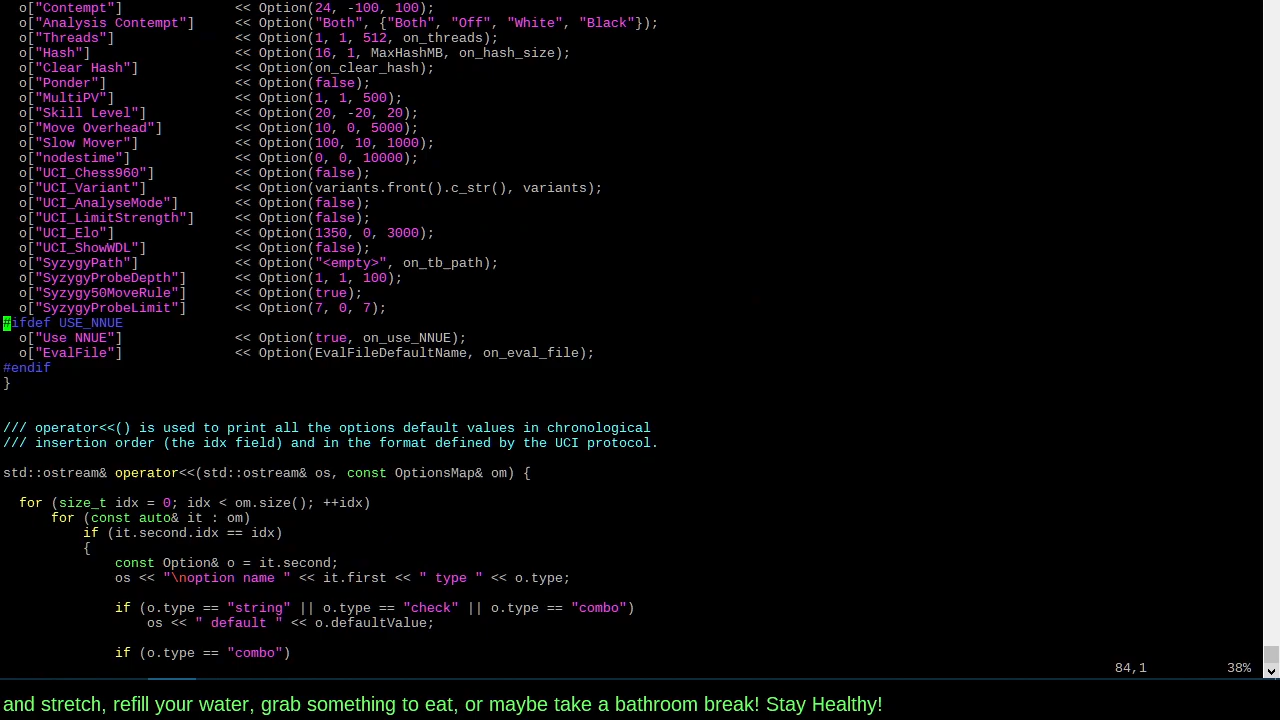 o["Contempt"] << Option(24, -100, 100);
o["Analysis Contempt"] << Option("Both", {"Both", "Off", "White", "Black"});
o["Threads"] << Option(1, 1, 512, on_threads);
o["Hash"] << Option(16, 1, MaxHashMB, on_hash_size);
o["Clear Hash"] << Option(on_clear_hash);
o["Ponder"] << Option(false);
o["MultiPV"] << Option(1, 1, 500);
o["Skill Level"] << Option(20, -20, 20);
o["Move Overhead"] << Option(10, 0, 5000);
o["Slow Mover"] << Option(100, 10, 1000);
o["nodestime"] << Option(0, 0, 10000);
o["UCI_Chess960"] << Option(false);
o["UCI_Variant"] << Option(variants.front().c_str(), variants);
o["UCI_AnalyseMode"] << Option(false);
o["UCI_LimitStrength"] << Option(false);
o["UCI_Elo"] << Option(1350, 0, 3000);
o["UCI_ShowWDL"] << Option(false);
o["SyzygyPath"] << Option("<empty>", on_tb_path);
o["SyzygyProbeDepth"] << Option(1, 1, 100);
o["Syzygy50MoveRule"] << Option(true);
o["SyzygyProbeLimit"] << Option(7, 0, 7);
#ifdef USE_NNUE
o["Use NNUE"] << Option(true, on_use_NNUE);
o["EvalFile"] << Option(EvalFileDefaultName, on_eval_file);
#endif
}
/// operator<<() is used to print all the options default values in chronological
/// insertion order (the idx field) and in the format defined by the UCI protocol.
std::ostream& operator<<(std::ostream& os, const OptionsMap& om) {
for (size_t idx = 0; idx < om.size(); ++idx)
for (const auto& it : om)
if (it.second.idx == idx)
{
const Option& o = it.second;
os << "\noption name " << it.first << " type " << o.type;
if (o.type == "string" || o.type == "check" || o.type == "combo")
os << " default " << o.defaultValue;
if (o.type == "combo")
84,1 38%
and stretch, refill your water, grab something to eat, or maybe take a bathroom break! Stay Healthy!